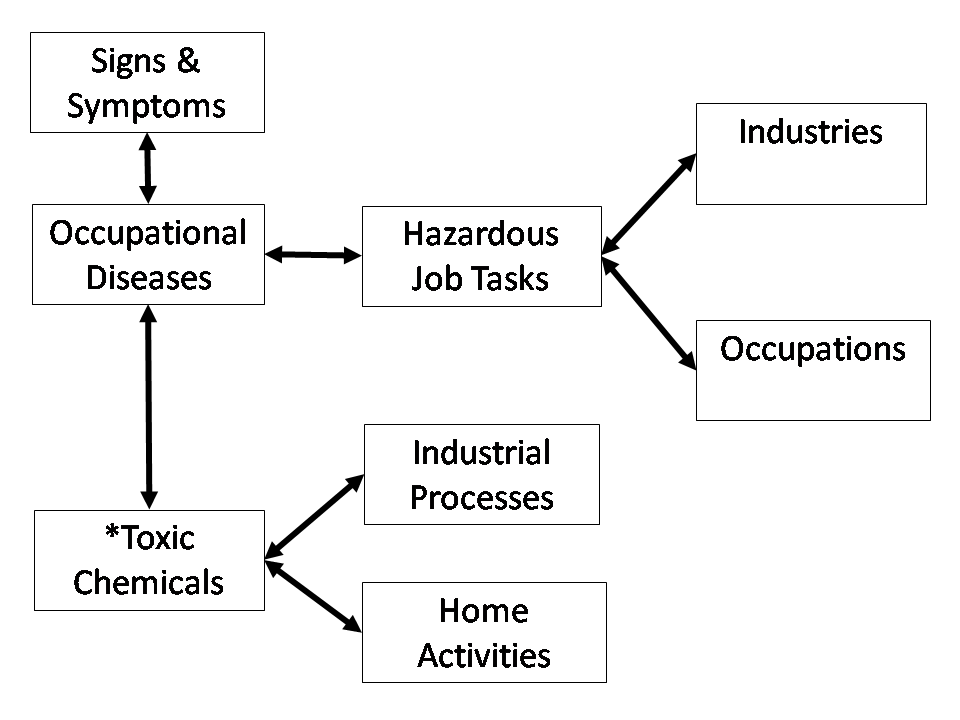 Signs &
Symptoms
Industries
Occupational
Diseases
Hazardous
Job Tasks
Occupations
Industrial
Processes
*Toxic
Chemicals
Home
Activities